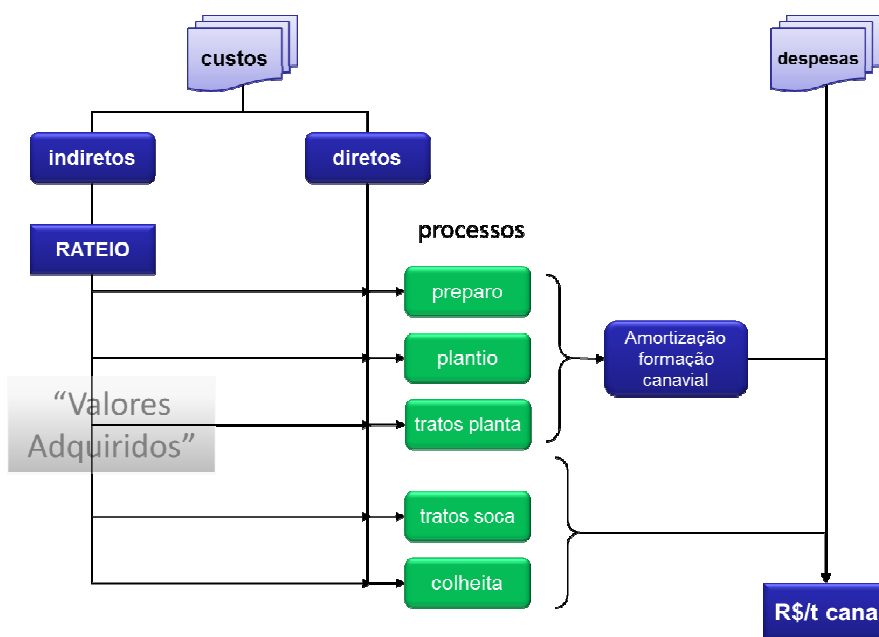 custos
despesas
indiretos
diretos
RATEIO
processos
preparo
plantio
tratos planta
tratos soca
colheita
Amortização
formação
canavial
“Valores
Adquiridos”
R$/t cana